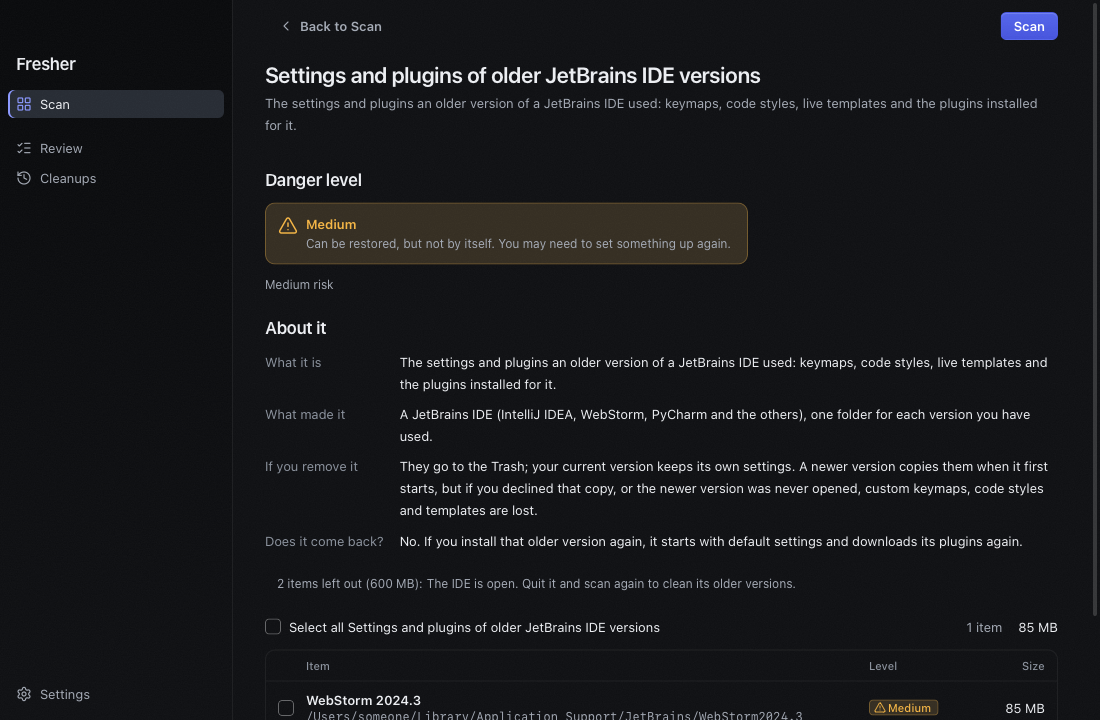 Back to Scan
Scan
Fresher
Scan
Review
Cleanups
Settings
Settings and plugins of older JetBrains IDE versions
The settings and plugins an older version of a JetBrains IDE used: keymaps, code styles, live templates and the plugins installed
for it.
Danger level
Medium
Can be restored, but not by itself. You may need to set something up again.
Medium risk
About it
What it is
The settings and plugins an older version of a JetBrains IDE used: keymaps, code styles, live templates and
the plugins installed for it.
What made it
A JetBrains IDE (IntelliJ IDEA, WebStorm, PyCharm and the others), one folder for each version you have
used.
If you remove it
They go to the Trash; your current version keeps its own settings. A newer version copies them when it first
starts, but if you declined that copy, or the newer version was never opened, custom keymaps, code styles
and templates are lost.
Does it come back?
No. If you install that older version again, it starts with default settings and downloads its plugins again.
2 items left out (600 MB): The IDE is open. Quit it and scan again to clean its older versions.
Select all Settings and plugins of older JetBrains IDE versions
1 item
85 MB
Item
Level
Size
WebStorm 2024.3
/Users/someone/Library/Application Support/JetBrains/WebStorm2024.3
Medium
85 MB